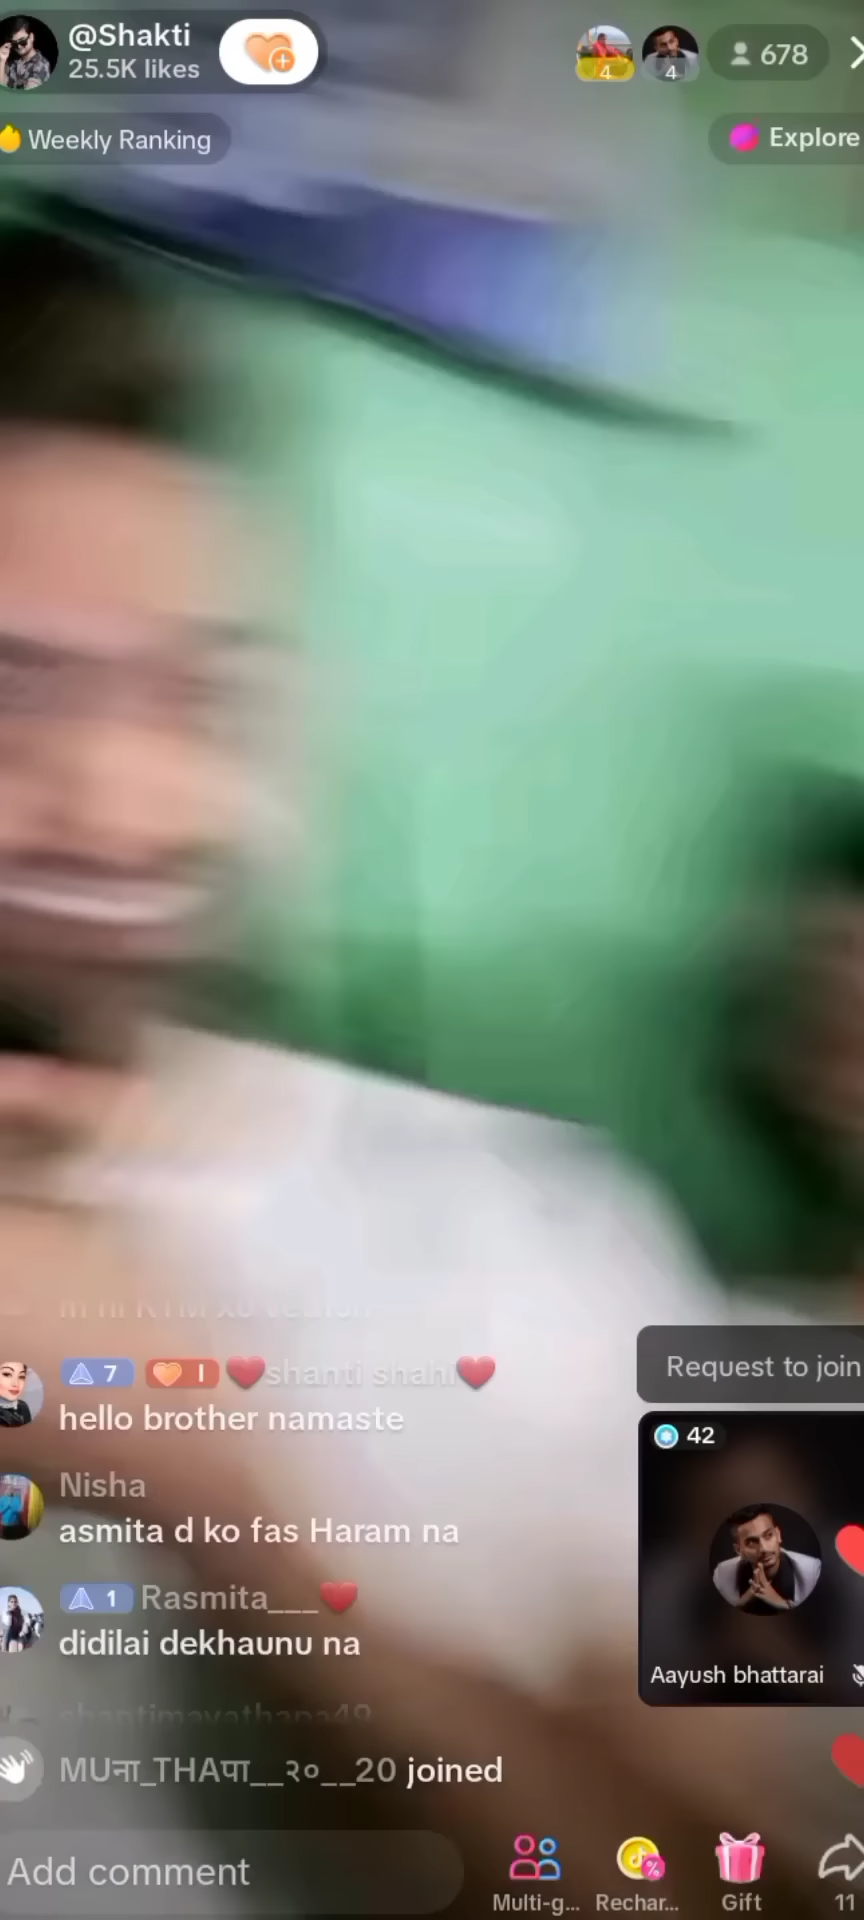 @Shakti
25.5K likes
4
4
678
Weekly Ranking
Explore
7 I ❤️shanti shahi❤️
hello brother namaste
Nisha
asmita d ko fas Haram na
1 Rasmita___❤️
didilai dekhaunu na
shantimayathapa49
MUना_THAपा__२०__20 joined
Request to join
42
Aayush bhattarai
Add comment
Multi-g...
Rechar...
Gift
11